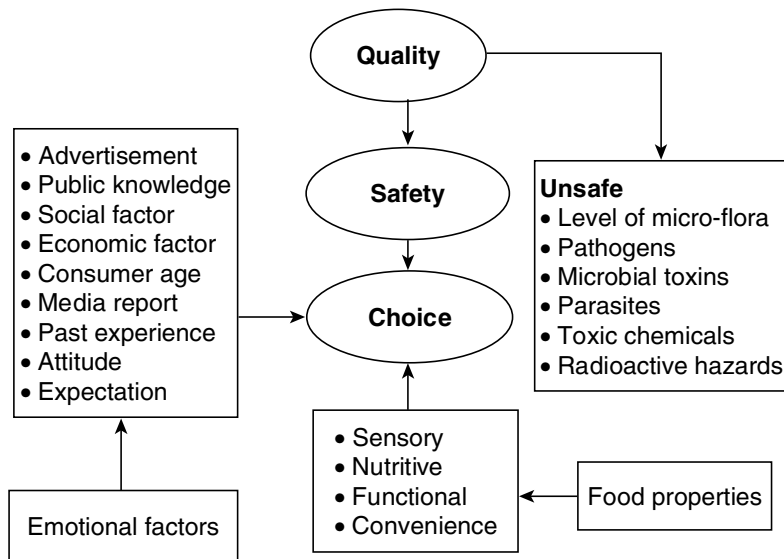 Quality
Safety
Choice
• Advertisement
• Public knowledge
• Social factor
• Economic factor
• Consumer age
• Media report
• Past experience
• Attitude
• Expectation
Emotional factors
Unsafe
• Level of micro-flora
• Pathogens
• Microbial toxins
• Parasites
• Toxic chemicals
• Radioactive hazards
• Sensory
• Nutritive
• Functional
• Convenience
Food properties